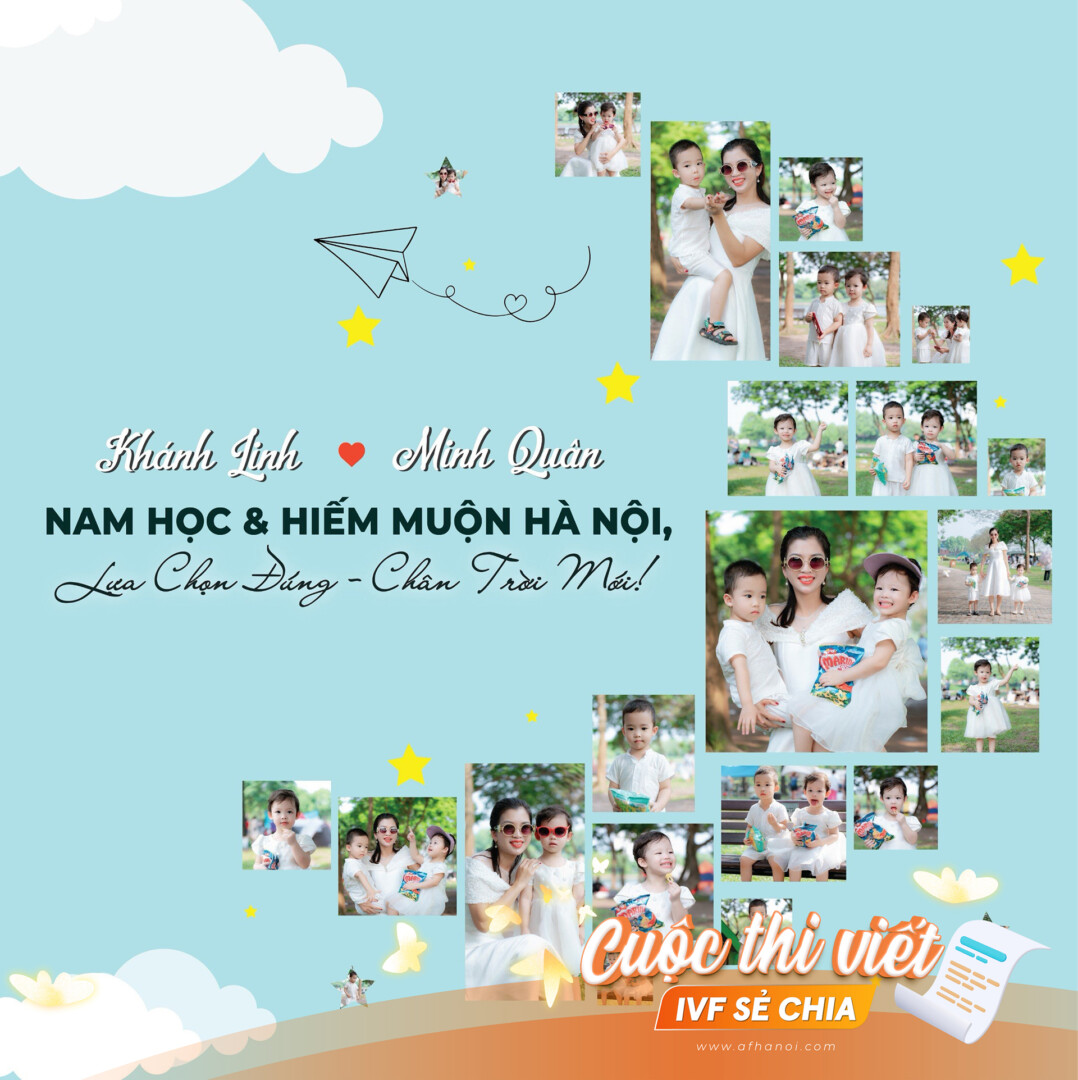 Khánh Linh ♥ Minh Quân
NAM HỌC & HIẾM MUỘN HÀ NỘI,
Lựa Chọn Đúng - Chân Trời Mới!
MARIO
Cuộc thi viết
IVF SẺ CHIA
www.afhanoi.com